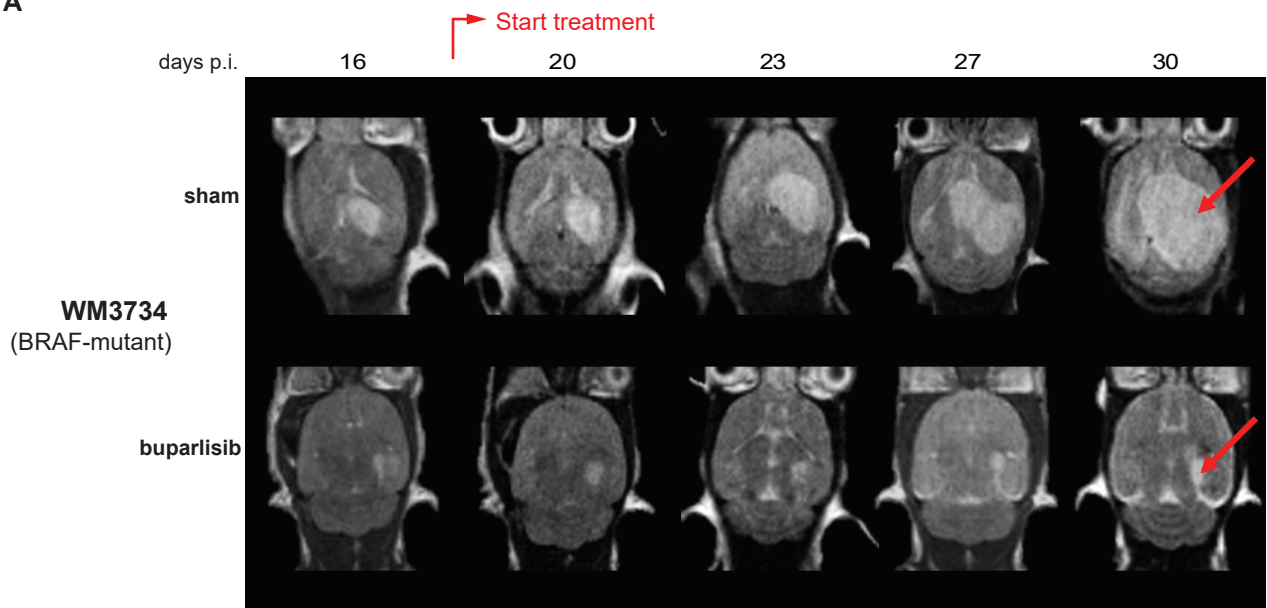 A
Start treatment
days p.i. 16 20 23 27 30
sham
WM3734
(BRAF-mutant)
buparlisib